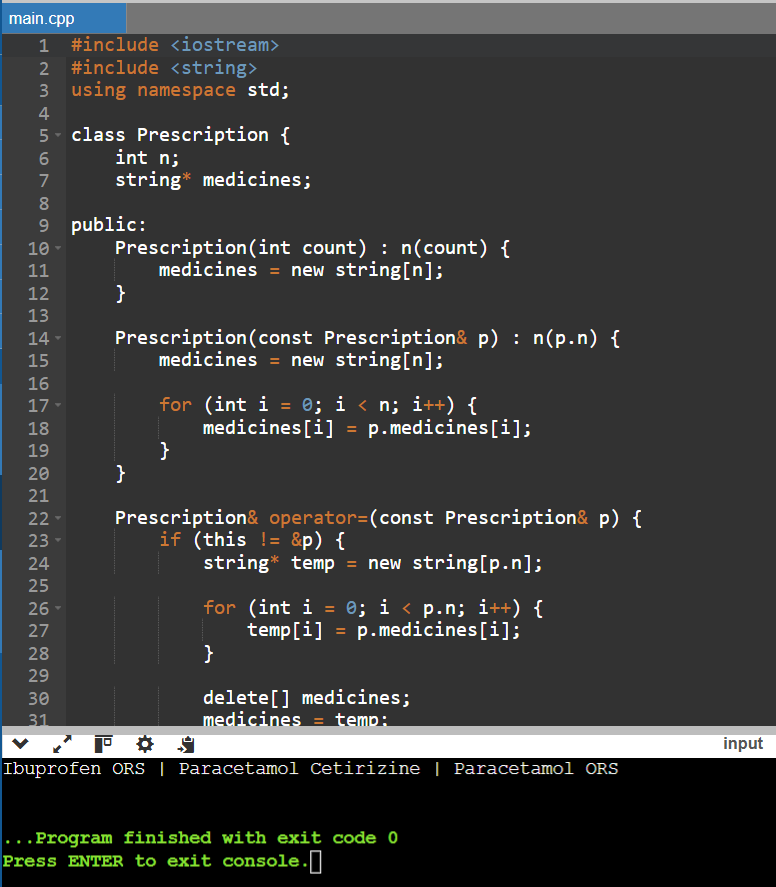 main.cpp
1 #include <iostream>
2 #include <string>
3 using namespace std;
4
5 class Prescription {
6     int n;
7     string* medicines;
8
9 public:
10     Prescription(int count) : n(count) {
11         medicines = new string[n];
12     }
13
14     Prescription(const Prescription& p) : n(p.n) {
15         medicines = new string[n];
16
17         for (int i = 0; i < n; i++) {
18             medicines[i] = p.medicines[i];
19         }
20     }
21
22     Prescription& operator=(const Prescription& p) {
23         if (this != &p) {
24             string* temp = new string[p.n];
25
26             for (int i = 0; i < p.n; i++) {
27                 temp[i] = p.medicines[i];
28             }
29
30             delete[] medicines;
31             medicines = temp;
input
Ibuprofen ORS | Paracetamol Cetirizine | Paracetamol ORS
...Program finished with exit code 0
Press ENTER to exit console.